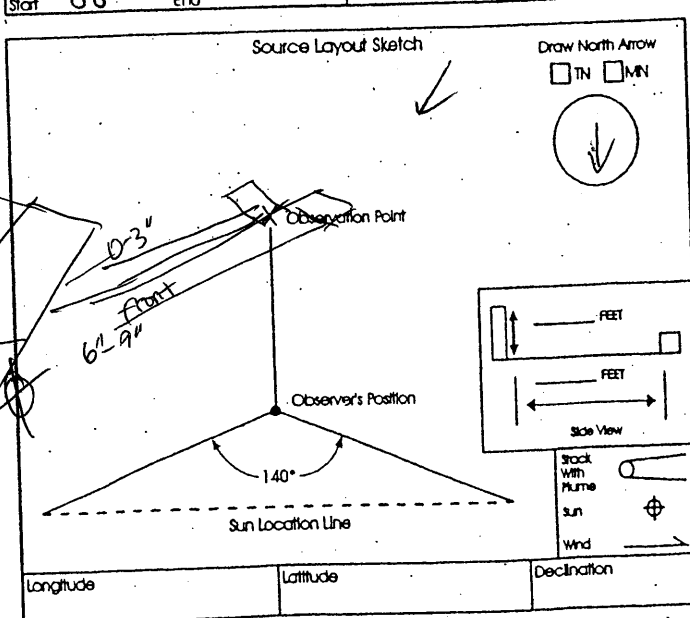 Start
End
Source Layout Sketch
Draw North Arrow
TN MN
Observation Point
0-3"
front
6"-9"
FEET
FEET
Side View
Observer's Position
140°
Sun Location Line
Stack
With
Plume
Sun
Wind
Longitude
Latitude
Declination